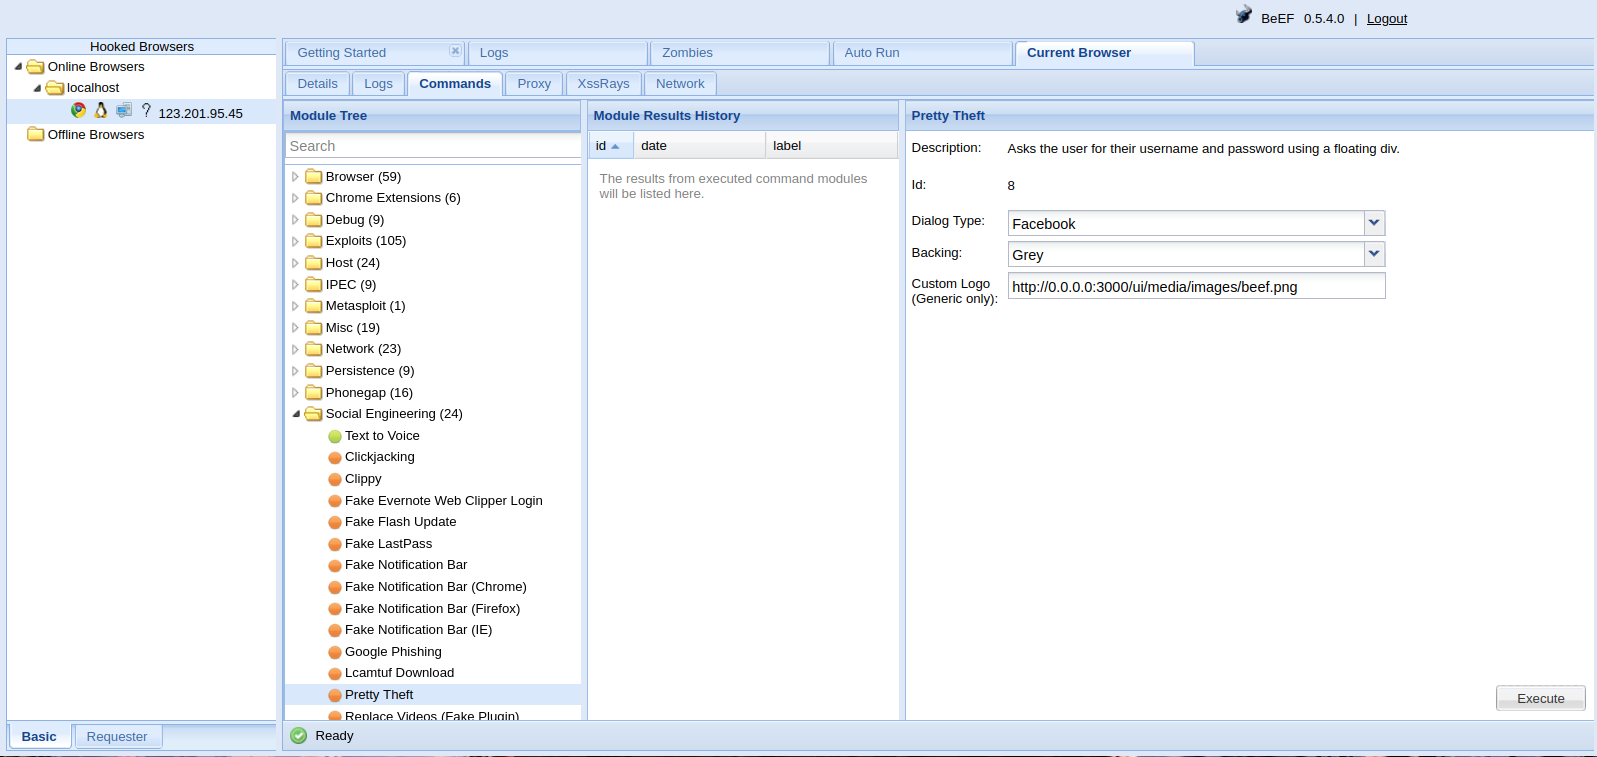 BeEF 0.5.4.0 | Logout
Hooked Browsers
Online Browsers
localhost
123.201.95.45
Offline Browsers
Basic
Requester
Getting Started
Logs
Zombies
Auto Run
Current Browser
Details
Logs
Commands
Proxy
XssRays
Network
Module Tree
Search
Browser (59)
Chrome Extensions (6)
Debug (9)
Exploits (105)
Host (24)
IPEC (9)
Metasploit (1)
Misc (19)
Network (23)
Persistence (9)
Phonegap (16)
Social Engineering (24)
Text to Voice
Clickjacking
Clippy
Fake Evernote Web Clipper Login
Fake Flash Update
Fake LastPass
Fake Notification Bar
Fake Notification Bar (Chrome)
Fake Notification Bar (Firefox)
Fake Notification Bar (IE)
Google Phishing
Lcamtuf Download
Pretty Theft
Replace Videos (Fake Plugin)
Module Results History
id
date
label
The results from executed command modules
will be listed here.
Pretty Theft
Description: Asks the user for their username and password using a floating div.
Id: 8
Dialog Type: Facebook
Backing: Grey
Custom Logo
(Generic only):
http://0.0.0.0:3000/ui/media/images/beef.png
Execute
Ready